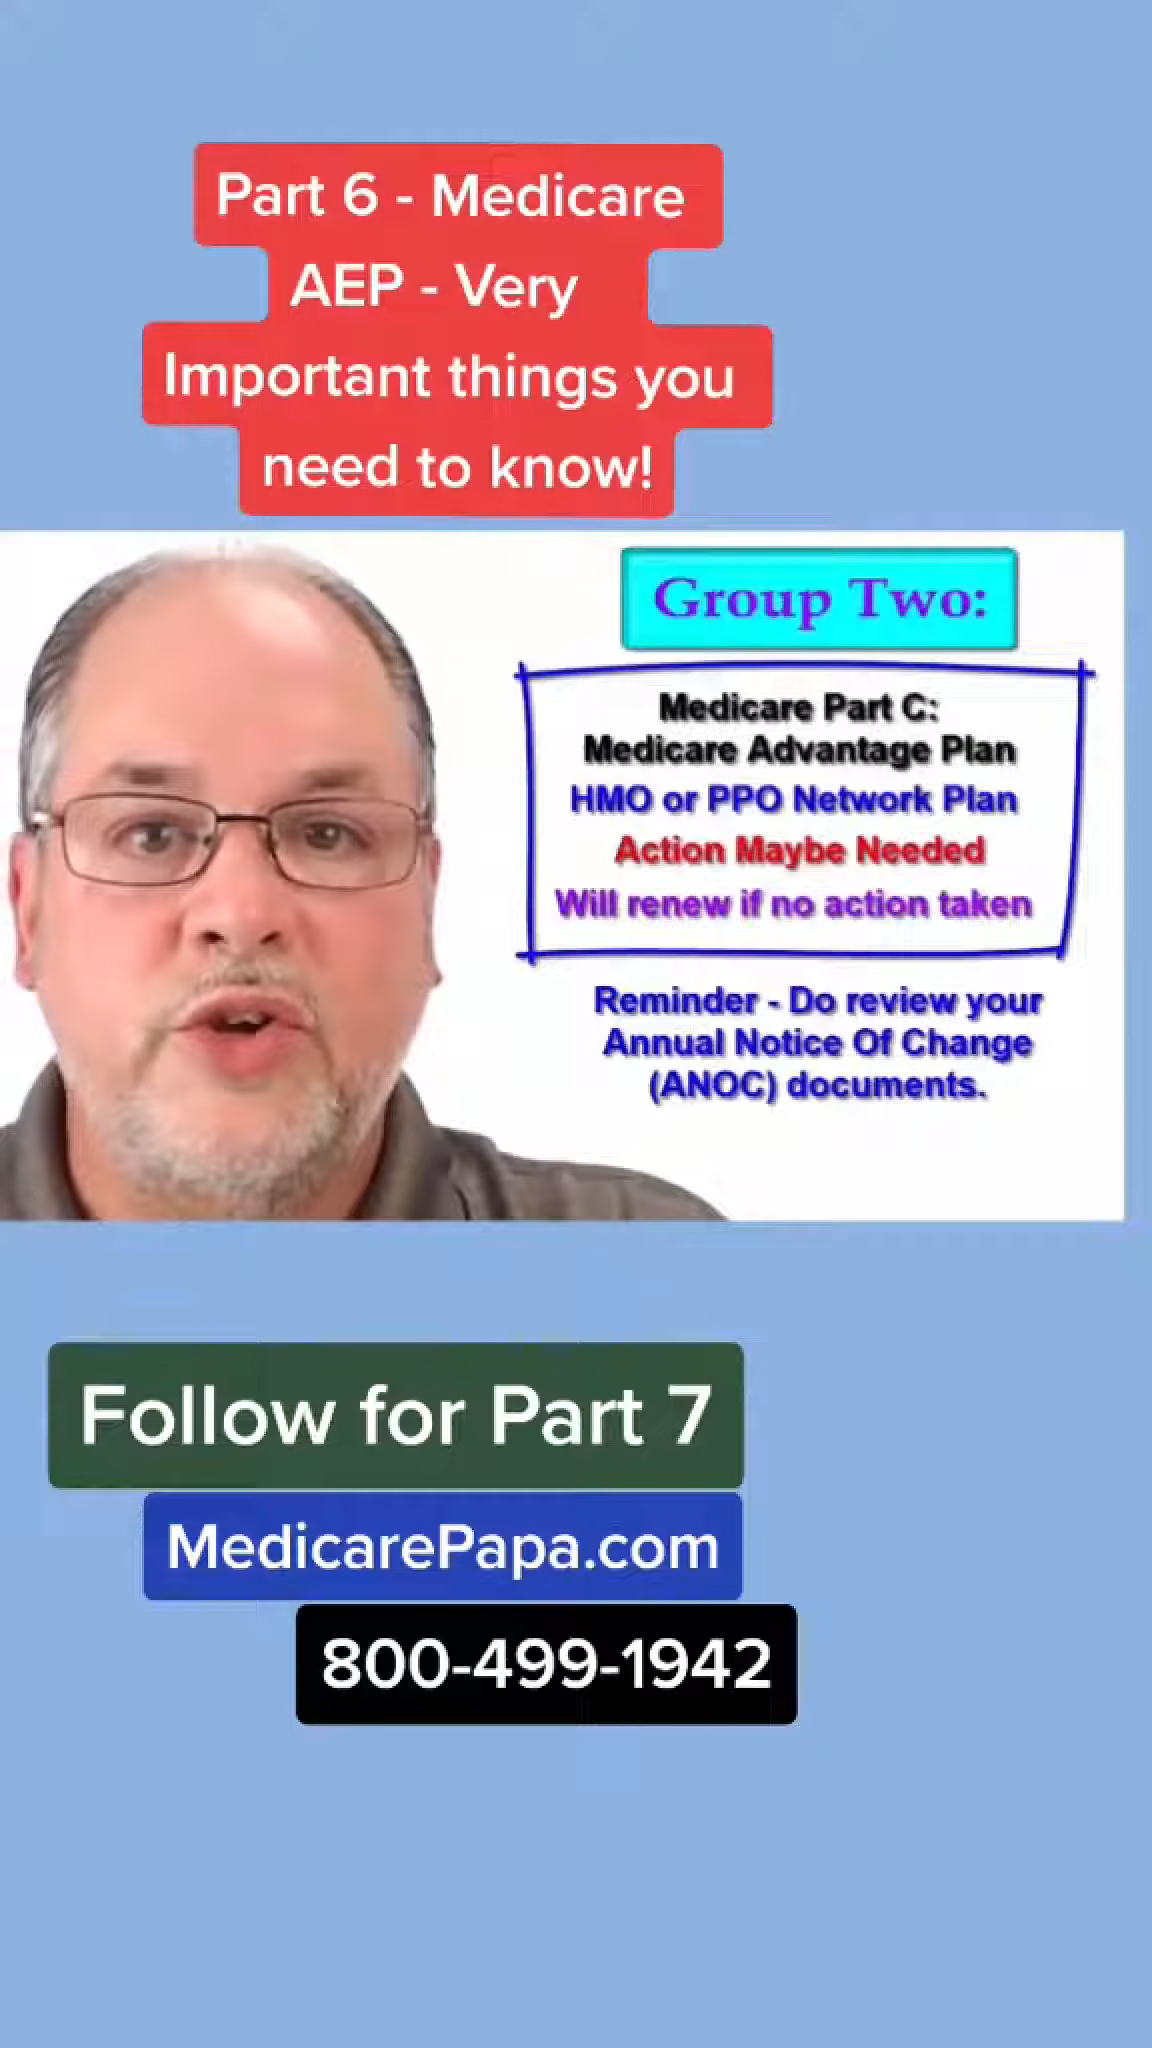 Part 6 - Medicare
AEP - Very
Important things you
need to know!
Group Two:
Medicare Part C:
Medicare Advantage Plan
HMO or PPO Network Plan
Action Maybe Needed
Will renew if no action taken
Reminder - Do review your
Annual Notice Of Change
(ANOC) documents.
Follow for Part 7
MedicarePapa.com
800-499-1942